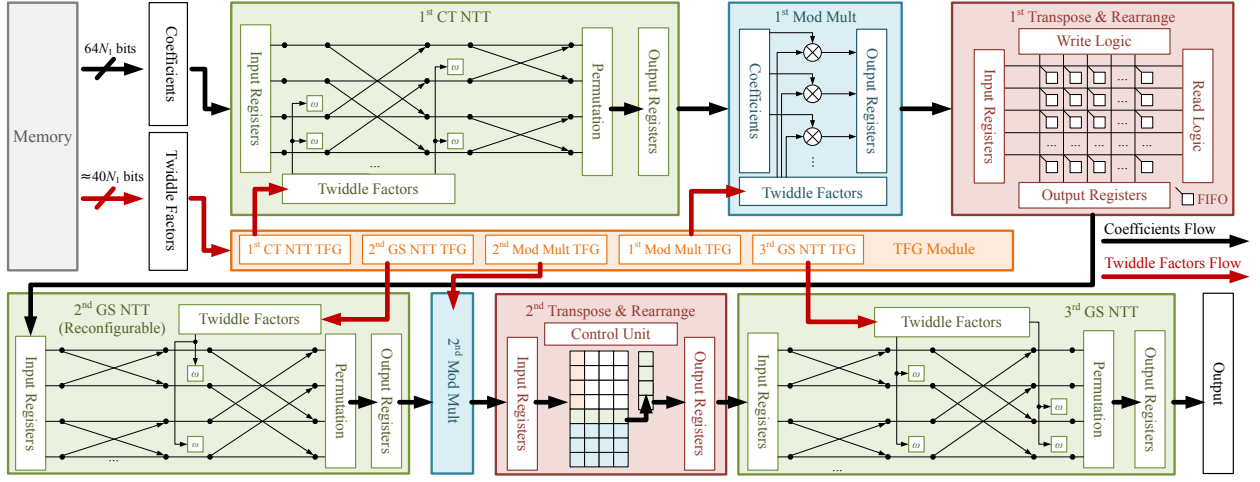 Memory
64N₁ bits
≈40N₁ bits
Coefficients
Twiddle Factors
1st CT NTT
Input Registers
ω
ω
ω
ω
...
Twiddle Factors
Permutation
Output Registers
1st Mod Mult
Coefficients
...
Output Registers
Twiddle Factors
1st Transpose & Rearrange
Write Logic
Input Registers
...
...
...
... ...
...
...
Read Logic
Output Registers
FIFO
1st CT NTT TFG
2nd GS NTT TFG
2nd Mod Mult TFG
1st Mod Mult TFG
3rd GS NTT TFG
TFG Module
Coefficients Flow
Twiddle Factors Flow
2nd GS NTT
(Reconfigurable)
Twiddle Factors
Input Registers
ω
ω
...
Permutation
Output Registers
2nd Mod Mult
2nd Transpose & Rearrange
Control Unit
Input Registers
Output Registers
3rd GS NTT
Twiddle Factors
Input Registers
ω
ω
ω
ω
...
Permutation
Output Registers
Output